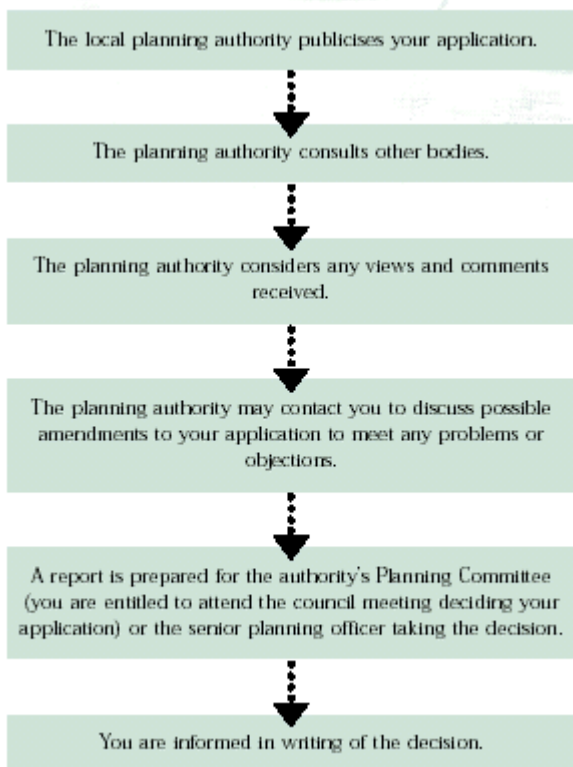 The local planning authority publicises your application.
The planning authority consults other bodies.
The planning authority considers any views and comments
received.
The planning authority may contact you to discuss possible
amendments to your application to meet any problems or
objections.
A report is prepared for the authority's Planning Committee
(you are entitled to attend the council meeting deciding your
application) or the senior planning officer taking the decision.
You are informed in writing of the decision.